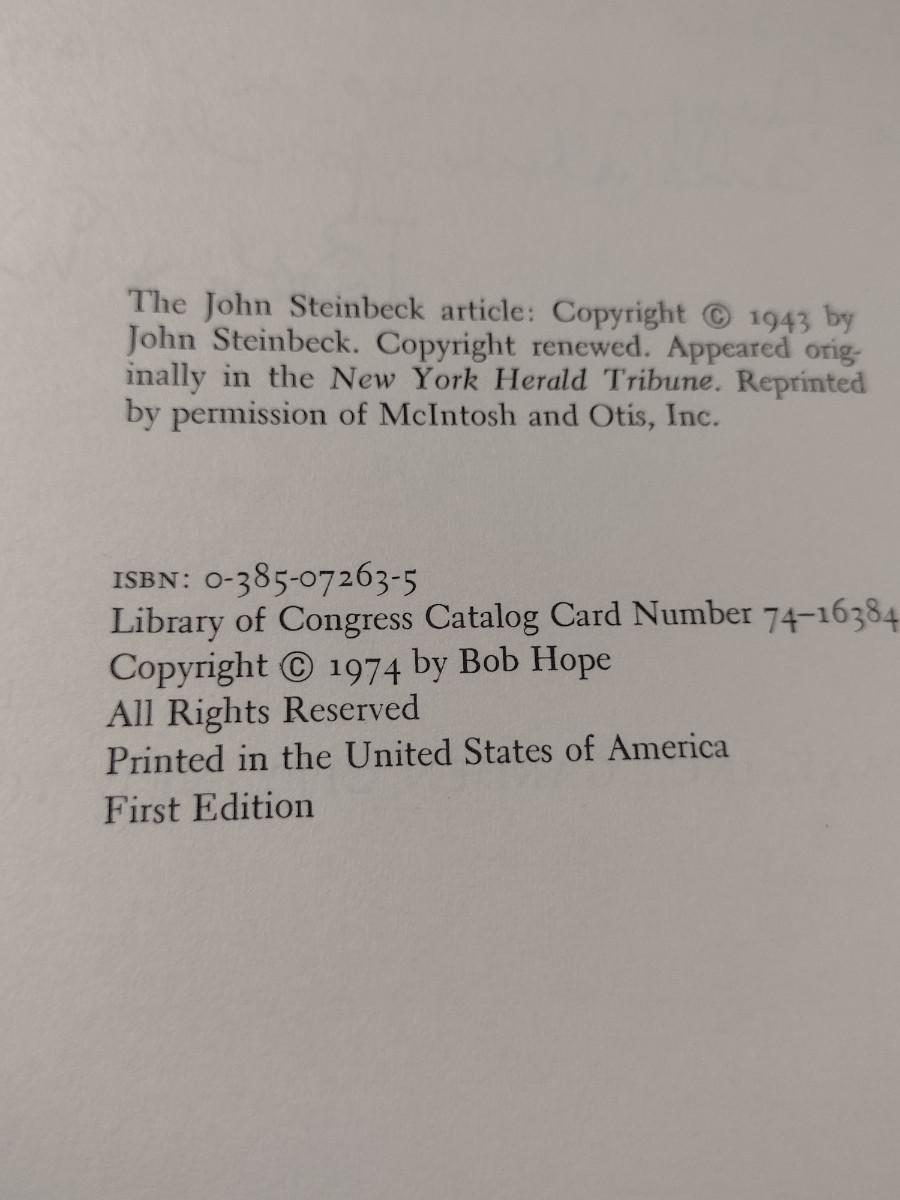 The John Steinbeck article: Copyright © 1943 by
John Steinbeck. Copyright renewed. Appeared orig-
inally in the New York Herald Tribune. Reprinted
by permission of McIntosh and Otis, Inc.
ISBN: 0-385-07263-5
Library of Congress Catalog Card Number 74-16384
Copyright © 1974 by Bob Hope
All Rights Reserved
Printed in the United States of America
First Edition